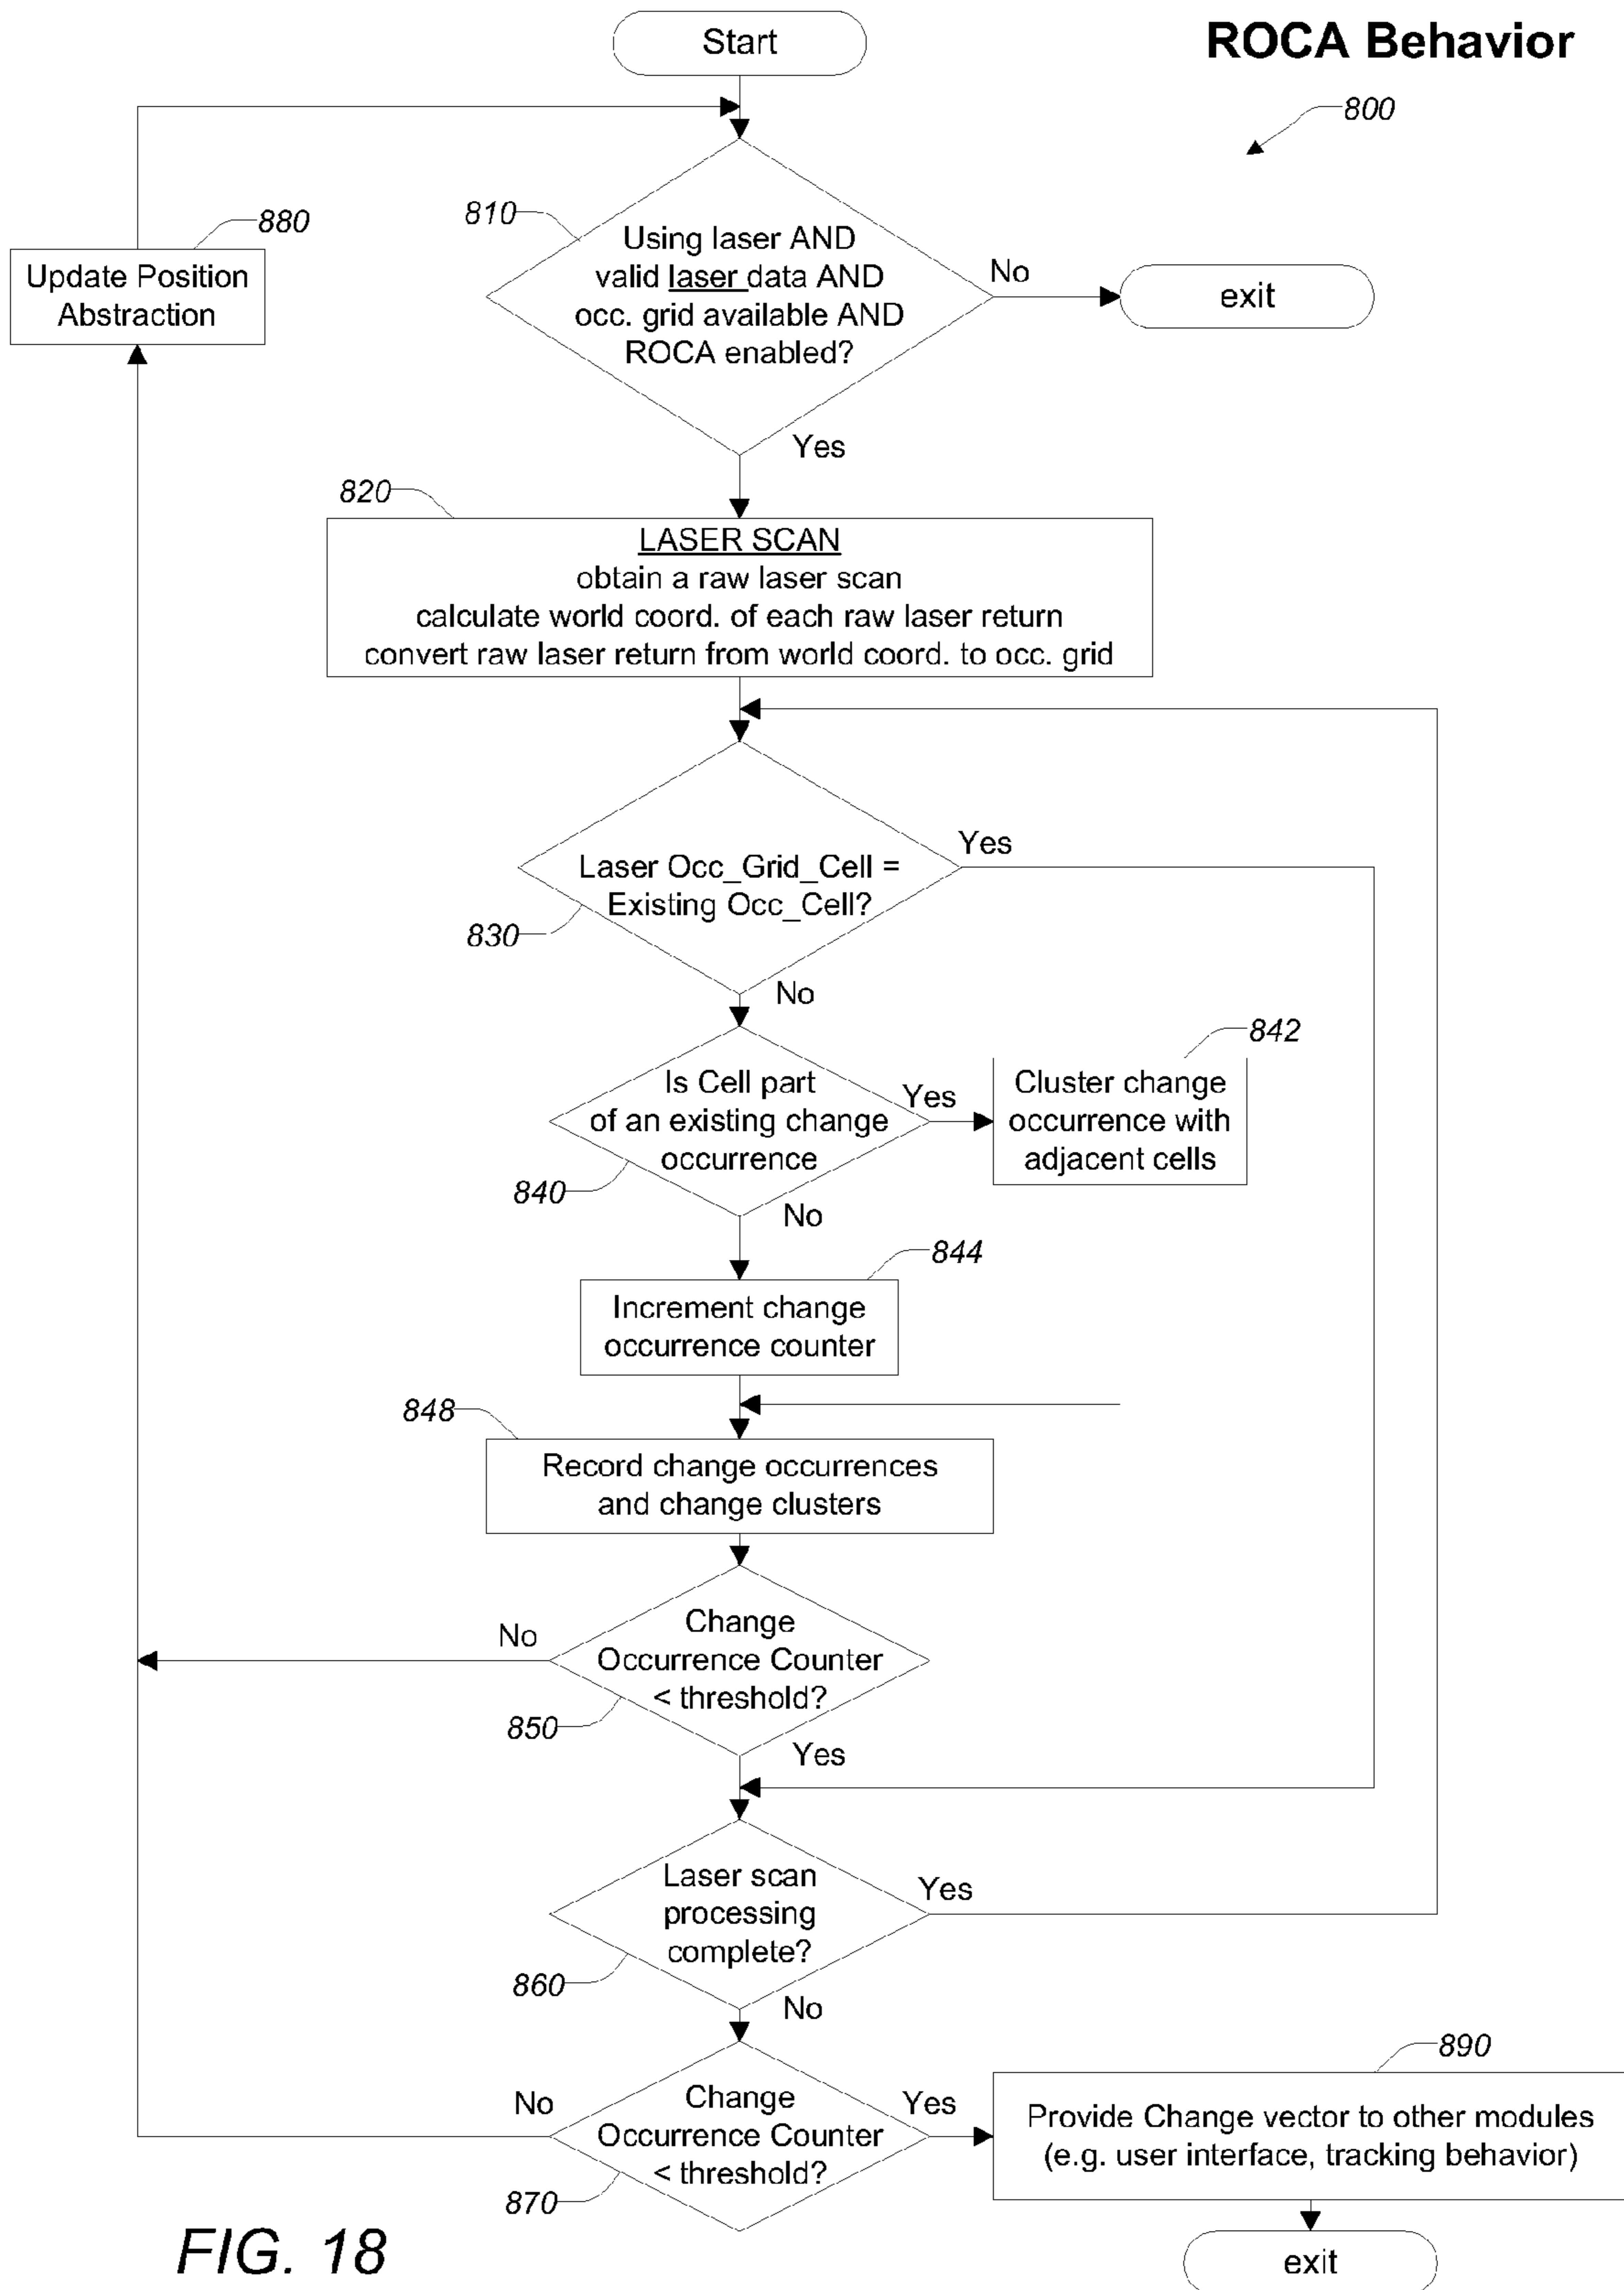 Start
ROCA Behavior
800
880
Update Position
Abstraction
810
Using laser AND
valid laser data AND
occ. grid available AND
ROCA enabled?
No
exit
Yes
820
LASER SCAN
obtain a raw laser scan
calculate world coord. of each raw laser return
convert raw laser return from world coord. to occ. grid
Laser Occ_Grid_Cell =
Existing Occ_Cell?
Yes
830
No
842
Is Cell part
of an existing change
occurrence
Yes
Cluster change
occurrence with
adjacent cells
840
No
844
Increment change
occurrence counter
848
Record change occurrences
and change clusters
No
Change
Occurrence Counter
< threshold?
850
Yes
Laser scan
processing
complete?
Yes
860
No
890
No
Change
Occurrence Counter
< threshold?
Yes
Provide Change vector to other modules
(e.g. user interface, tracking behavior)
870
exit
FIG. 18